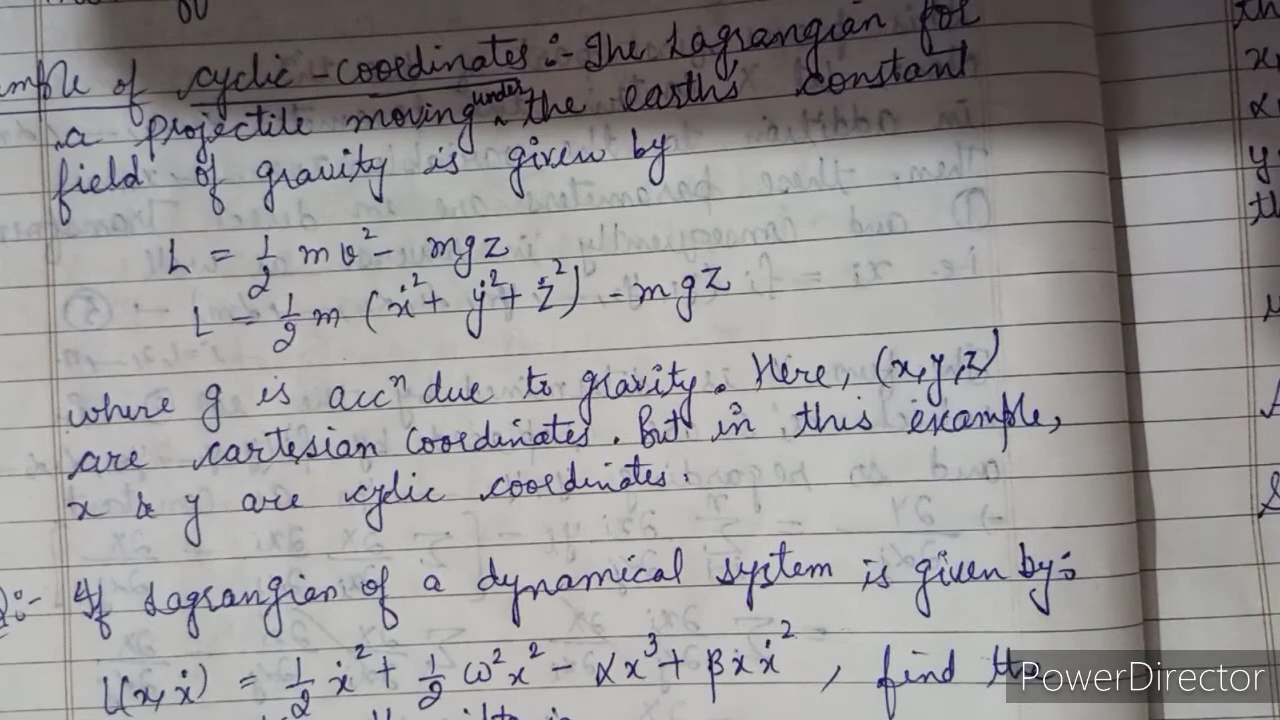 of cyclic-coordinates :- The Lagrangian for
a projectile moving under the earth's constant
field of gravity is given by
L = 1/2 m v² - mgz
L = 1/2 m (ẋ² + ẏ² + ż²) - mgz
where g is accⁿ due to gravity. Here, (x,y,z)
are cartesian coordinates. But in this example,
x & y are cyclic coordinates.
:- If Lagrangian of a dynamical system is given by:-
L(x,ẋ) = 1/2 ẋ² + 1/2 ω²x² - αx³ + βxẋ² , find the
PowerDirector